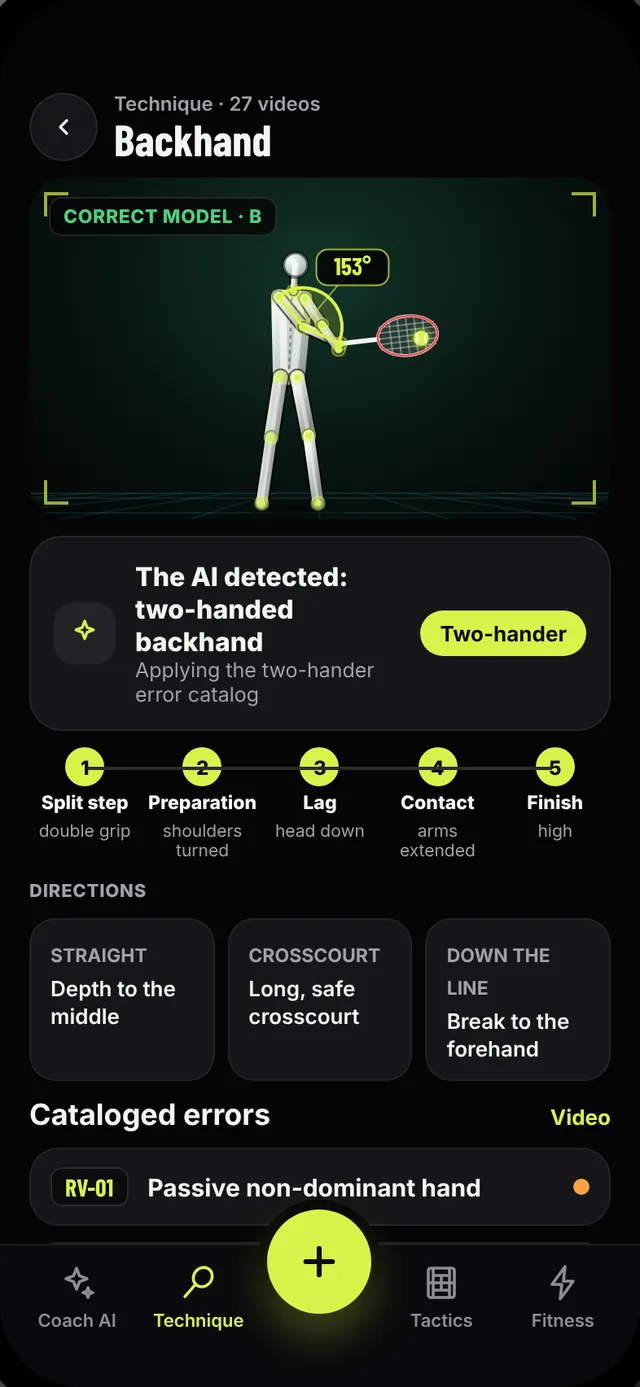 Technique · 27 videos
Backhand
CORRECT MODEL · B
153°
The AI detected:
two-handed
backhand
Applying the two-hander
error catalog
Two-hander
1 2 3 4 5
Split step Preparation Lag Contact Finish
double grip shoulders head down arms high
turned extended
DIRECTIONS
STRAIGHT
Depth to the
middle
CROSSCOURT
Long, safe
crosscourt
DOWN THE
LINE
Break to the
forehand
Cataloged errors
Video
RV-01 Passive non-dominant hand
Coach AI Technique + Tactics Fitness